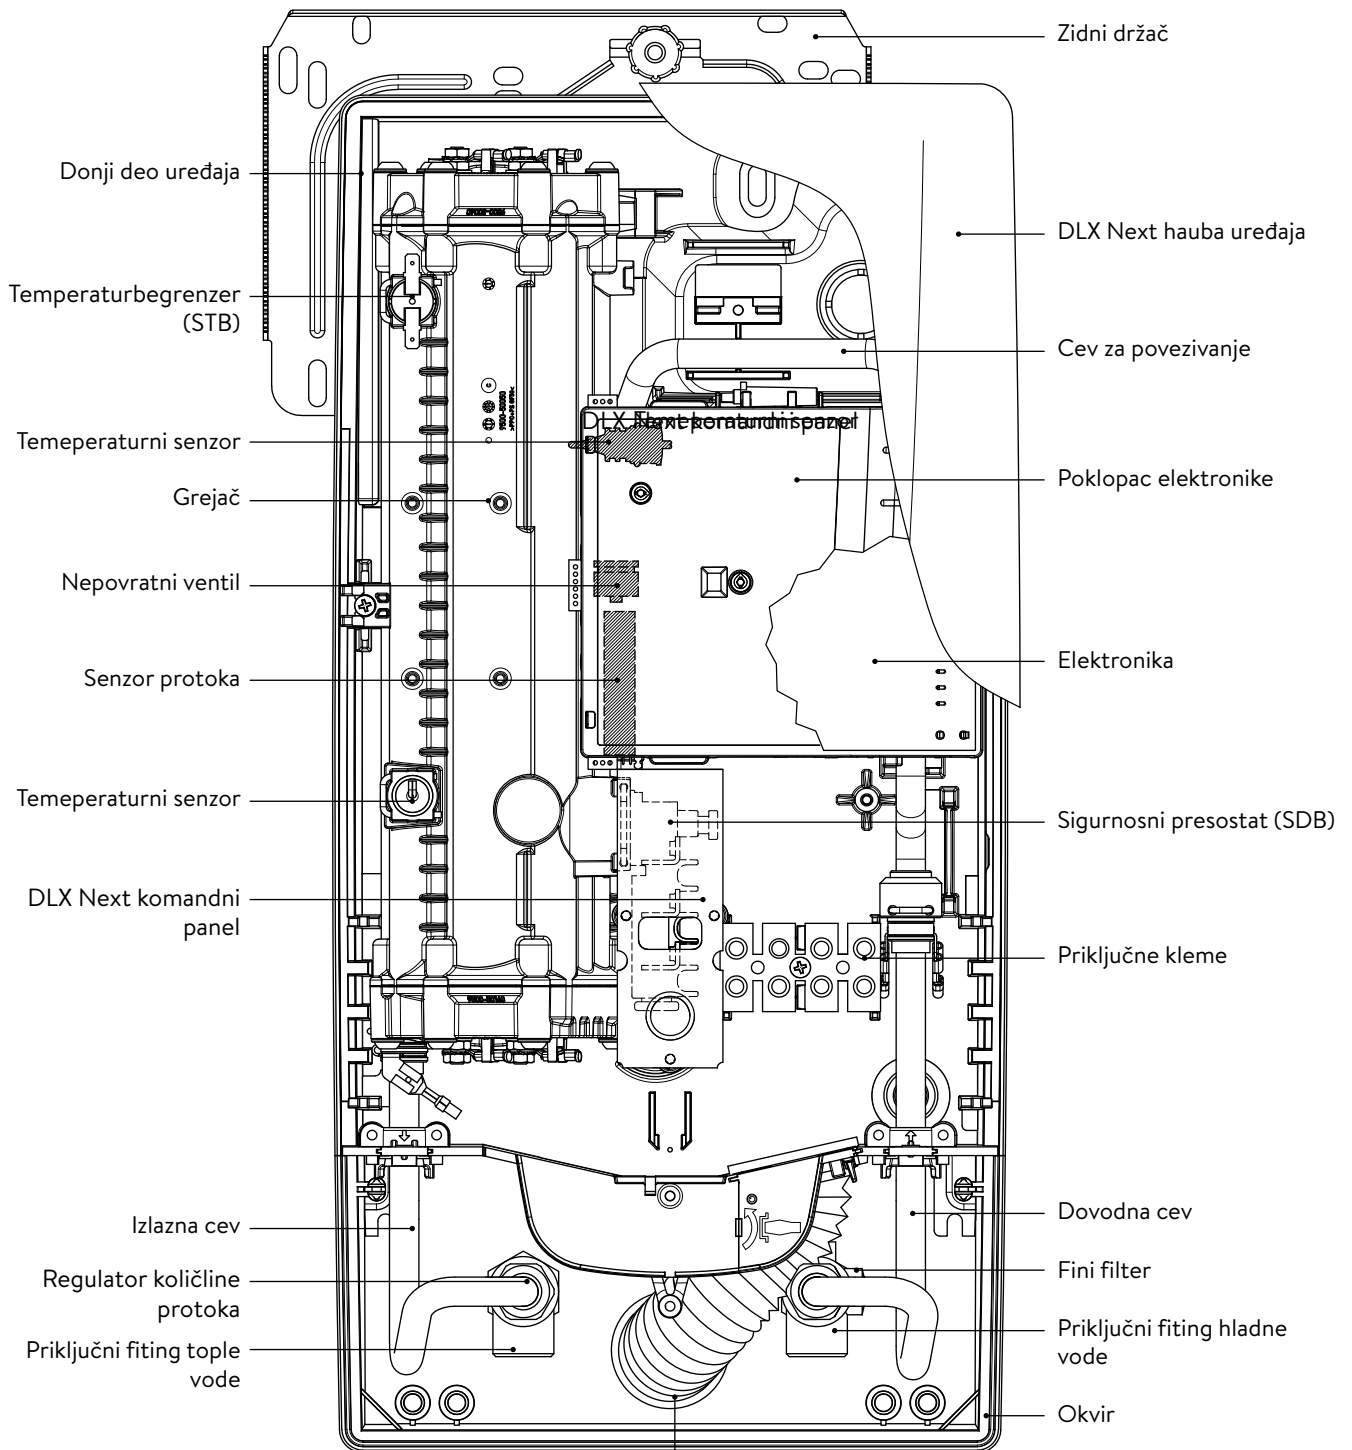 Zidni držač
Donji deo uređaja
DLX Next hauba uređaja
Temperaturbegrenzer
(STB)
Cev za povezivanje
Temeperaturni senzor
Poklopac elektronike
Grejač
Nepovratni ventil
Elektronika
Senzor protoka
Temeperaturni senzor
Sigurnosni presostat (SDB)
DLX Next komandni
panel
Priključne kleme
Izlazna cev
Dovodna cev
Regulator količline
protoka
Fini filter
Priključni fiting tople
vode
Priključni fiting hladne
vode
Okvir